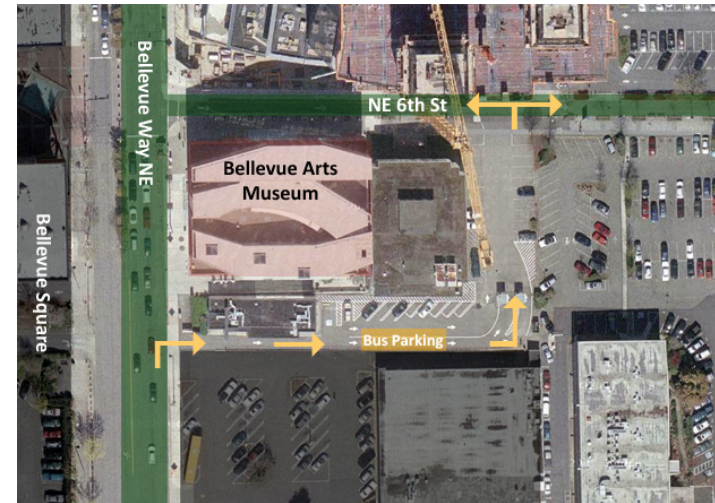 Bellevue Way NE
NE 6th St
Bellevue Arts
Museum
Bellevue Square
Bus Parking